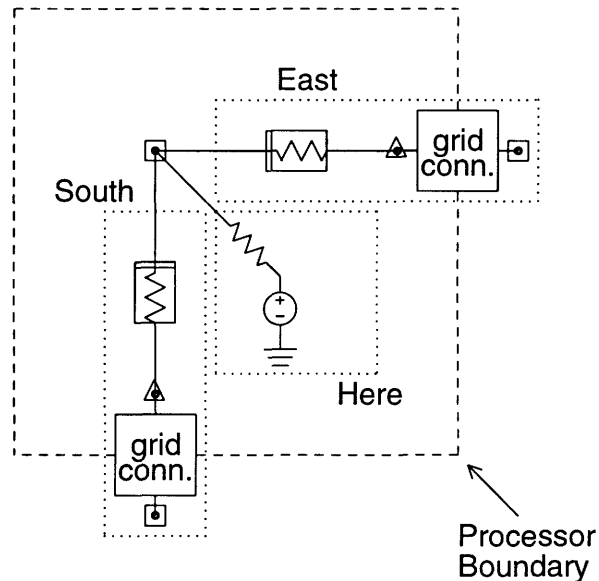 East
grid
conn.
South
+
-
Here
grid
conn.
Processor
Boundary